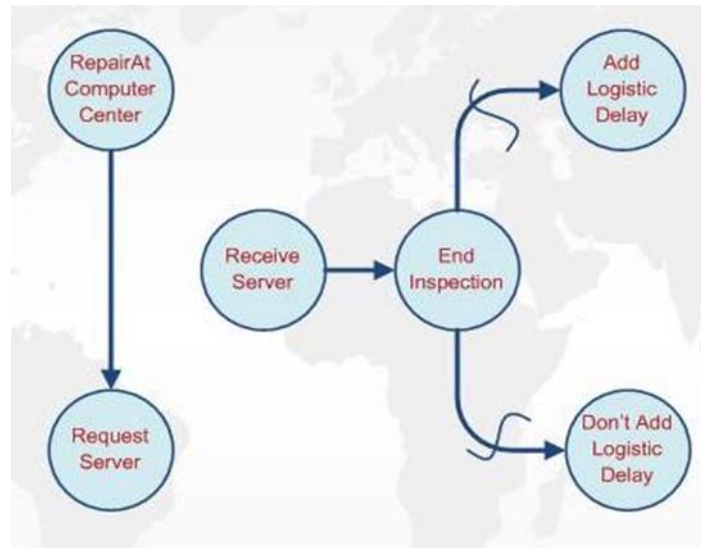 RepairAt
Computer
Center
Add
Logistic
Delay
Receive
Server
End
Inspection
Request
Server
Don't Add
Logistic
Delay